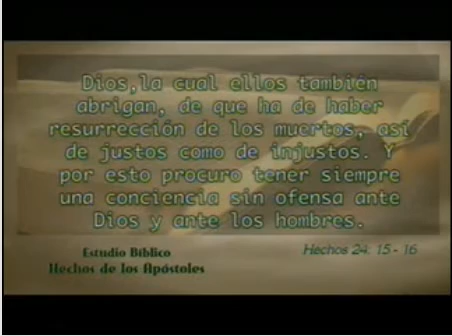 Dios,la cual ellos también
abrigan, de que ha de haber
resurrección de los muertos, así
de justos como de injustos. Y
por esto procuro tener siempre
una conciencia sin ofensa ante
Dios y ante los hombres.
Hechos 24: 15 - 16
Estudio Bíblico
Hechos de los Apóstoles